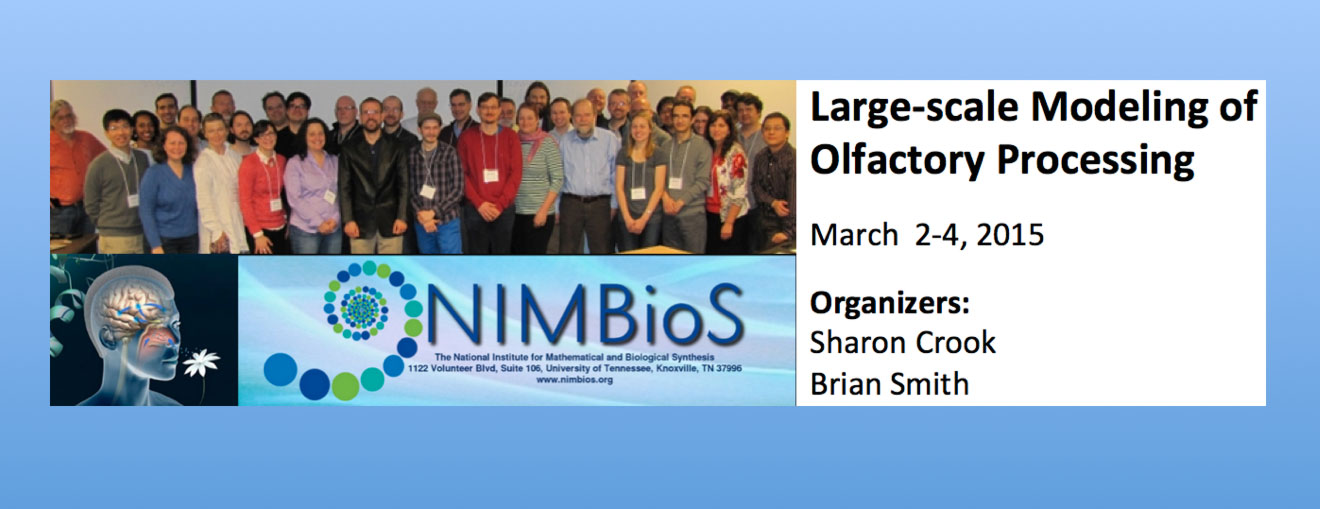 Large-scale Modeling of
Olfactory Processing
March 2-4, 2015
Organizers:
Sharon Crook
Brian Smith
NIMBioS
The National Institute for Mathematical and Biological Synthesis
1122 Volunteer Blvd, Suite 106, University of Tennessee, Knoxville, TN 37996
www.nimbios.org